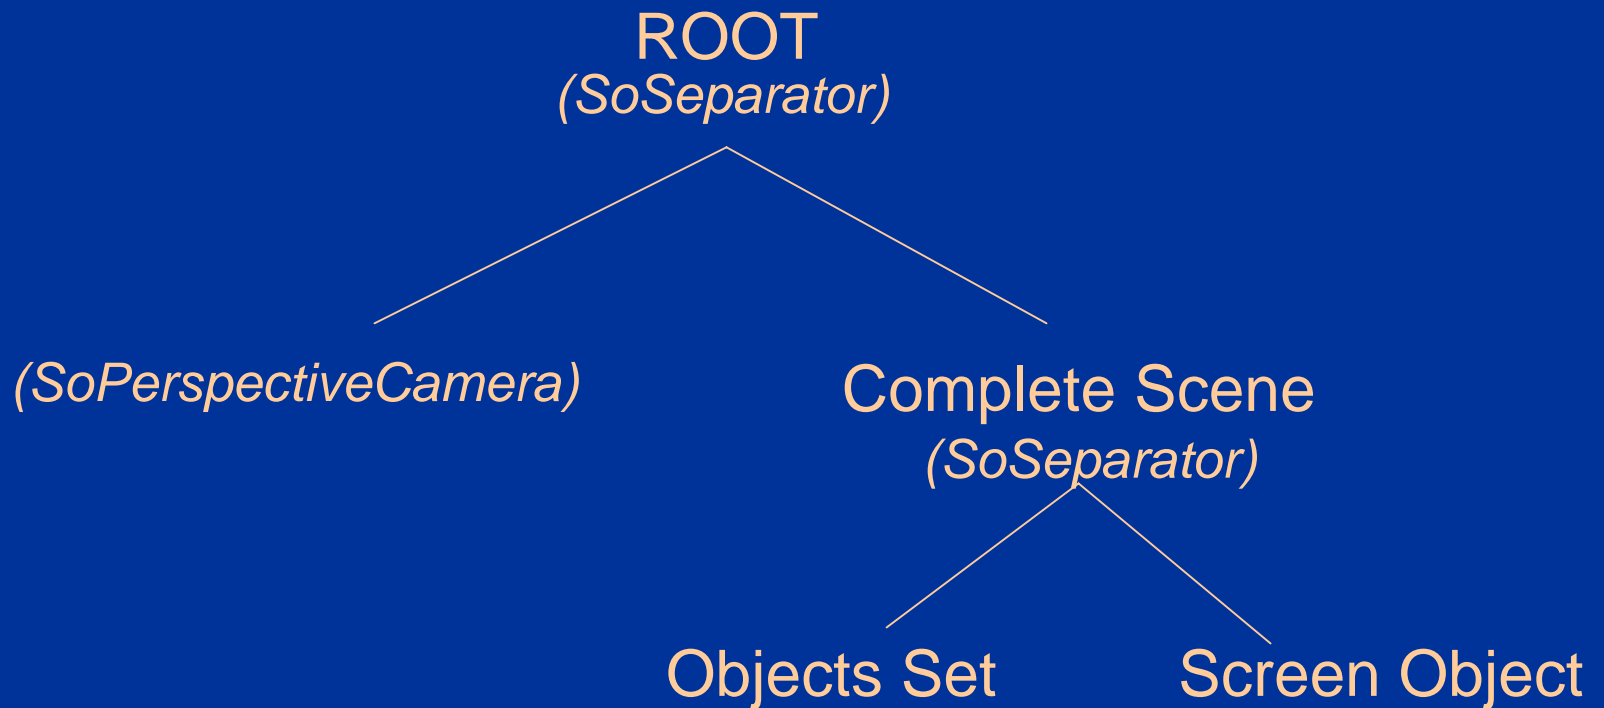 ROOT
(SoSeparator)
(SoPerspectiveCamera)
Complete Scene
(SoSeparator)
Objects Set
Screen Object